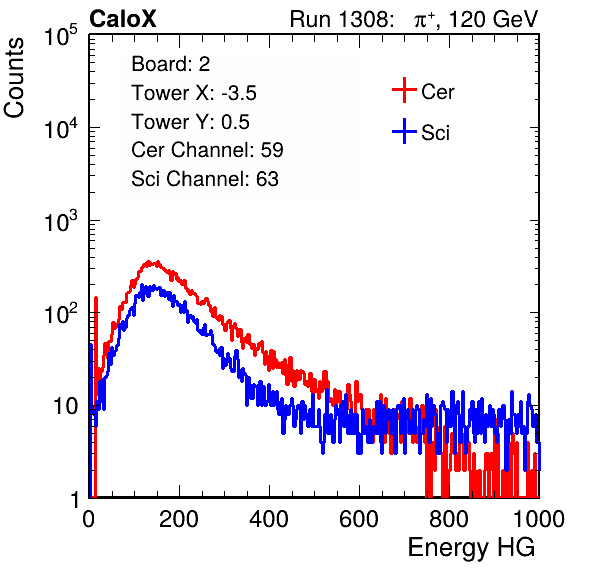 CaloX Run 1308: π⁺, 120 GeV
Counts
10⁵
10⁴
10³
10²
10
1
Board: 2
Tower X: -3.5
Tower Y: 0.5
Cer Channel: 59
Sci Channel: 63
Cer
Sci
0 200 400 600 800 1000
Energy HG